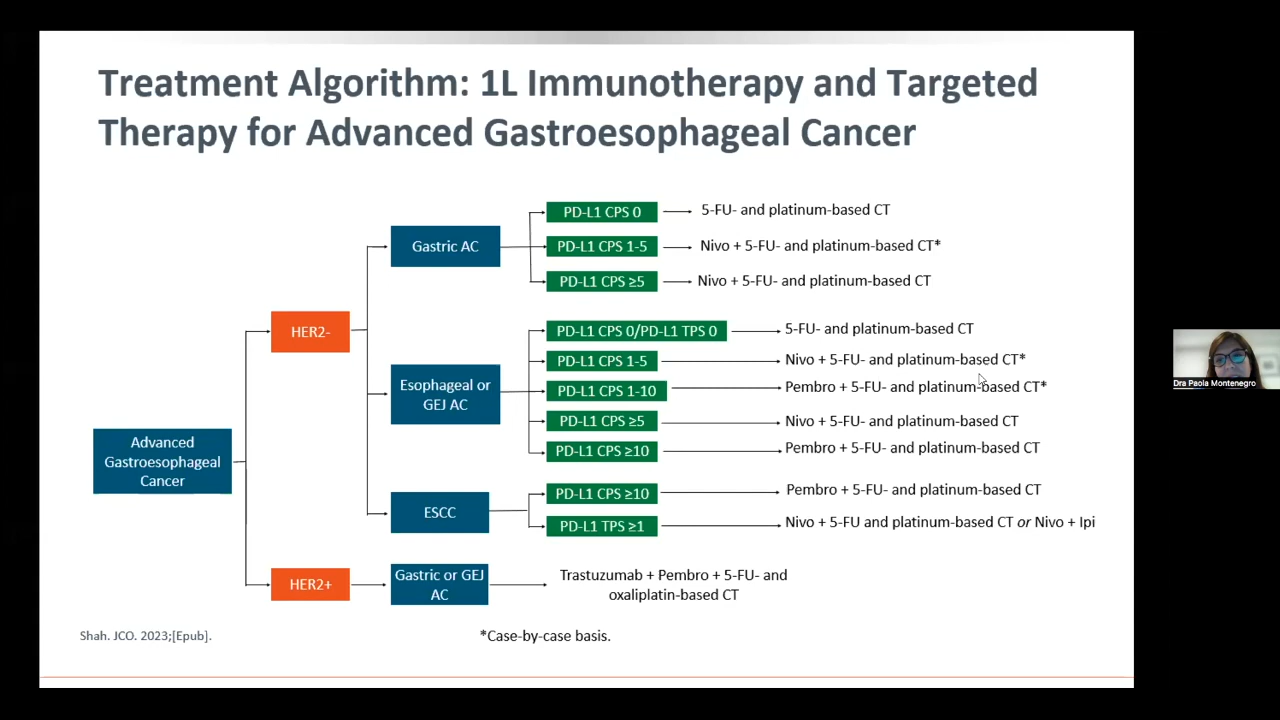 Treatment Algorithm: 1L Immunotherapy and Targeted
Therapy for Advanced Gastroesophageal Cancer
PD-L1 CPS 0
5-FU- and platinum-based CT
Gastric AC
PD-L1 CPS 1-5
Nivo + 5-FU- and platinum-based CT*
PD-L1 CPS ≥5
Nivo + 5-FU- and platinum-based CT
HER2-
PD-L1 CPS 0/PD-L1 TPS 0
5-FU- and platinum-based CT
PD-L1 CPS 1-5
Nivo + 5-FU- and platinum-based CT*
Esophageal or
GEJ AC
PD-L1 CPS 1-10
Pembro + 5-FU- and platinum-based CT*
PD-L1 CPS ≥5
Nivo + 5-FU- and platinum-based CT
PD-L1 CPS ≥10
Pembro + 5-FU- and platinum-based CT
Advanced
Gastroesophageal
Cancer
ESCC
PD-L1 CPS ≥10
Pembro + 5-FU- and platinum-based CT
PD-L1 TPS ≥1
Nivo + 5-FU and platinum-based CT or Nivo + Ipi
HER2+
Gastric or GEJ
AC
Trastuzumab + Pembro + 5-FU- and
oxaliplatin-based CT
Shah. JCO. 2023;[Epub].
*Case-by-case basis.
Dra Paola Montenegro